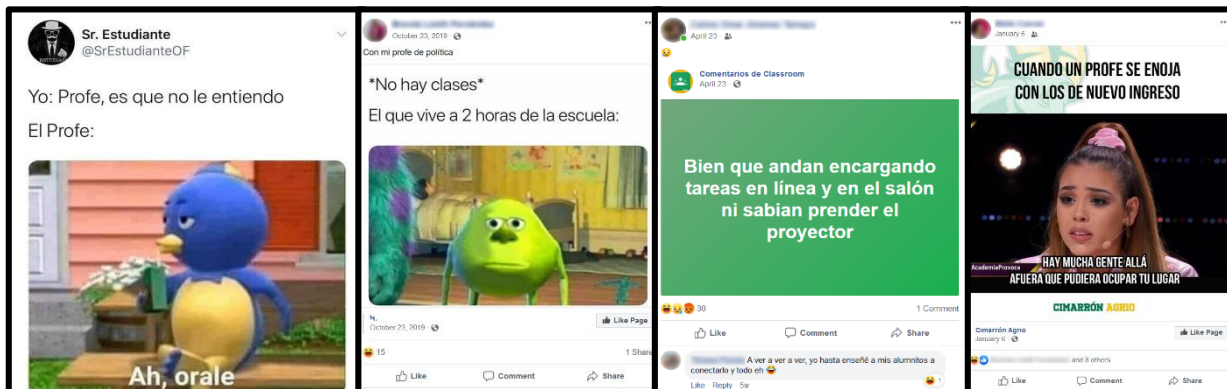 Sr. Estudiante
@SrEstudianteOF
Yo: Profe, es que no le entiendo
El Profe:
Ah, orale
October 23, 2019
Con mi profe de política
*No hay clases*
El que vive a 2 horas de la escuela:
October 23, 2019
Like Page
15
1 Share
Like
Comment
Share
April 23
Comentarios de Classroom
April 23
Bien que andan encargando
tareas en línea y en el salón
ni sabian prender el
proyector
30
1 Comment
Like
Comment
Share
A ver a ver a ver, yo hasta enseñé a mis alumnitos a
conectarlo y todo eh
Like Reply 5w
1
January 6
CUANDO UN PROFE SE ENOJA
CON LOS DE NUEVO INGRESO
AcademiaProvoca
HAY MUCHA GENTE ALLÁ
AFUERA QUE PUDIERA OCUPAR TU LUGAR
CIMARRÓN AGRIO
Cimarrón Agrio
January 6
Like Page
and 8 others
Like
Comment
Share